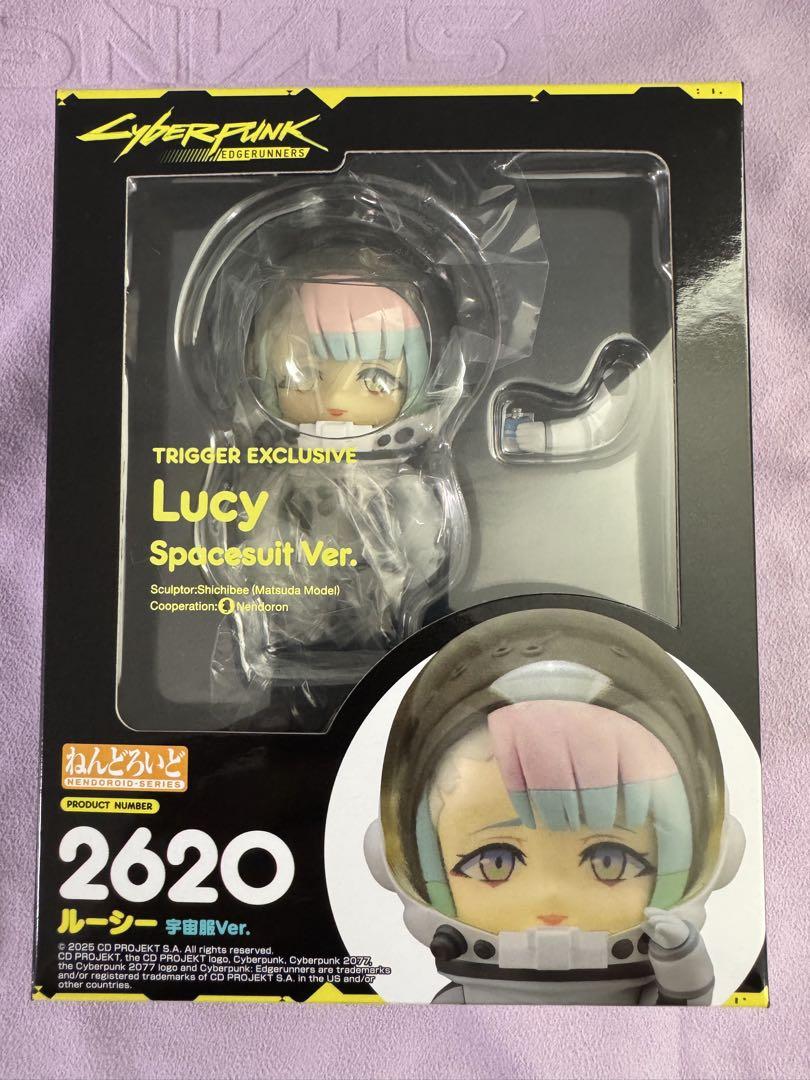 CYBERPUNK
EDGERUNNERS
TRIGGER EXCLUSIVE
Lucy
Spacesuit Ver.
Sculptor:Shichibee (Matsuda Model)
Cooperation: Nendoron
ねんどろいど
NENDOROID-SERIES
PRODUCT NUMBER
2620
ルーシー 宇宙服Ver.
© 2025 CD PROJEKT S.A. All rights reserved.
CD PROJEKT, the CD PROJEKT logo, Cyberpunk, Cyberpunk 2077,
the Cyberpunk 2077 logo and Cyberpunk: Edgerunners are trademarks
and/or registered trademarks of CD PROJEKT S.A. in the US and/or
other countries.